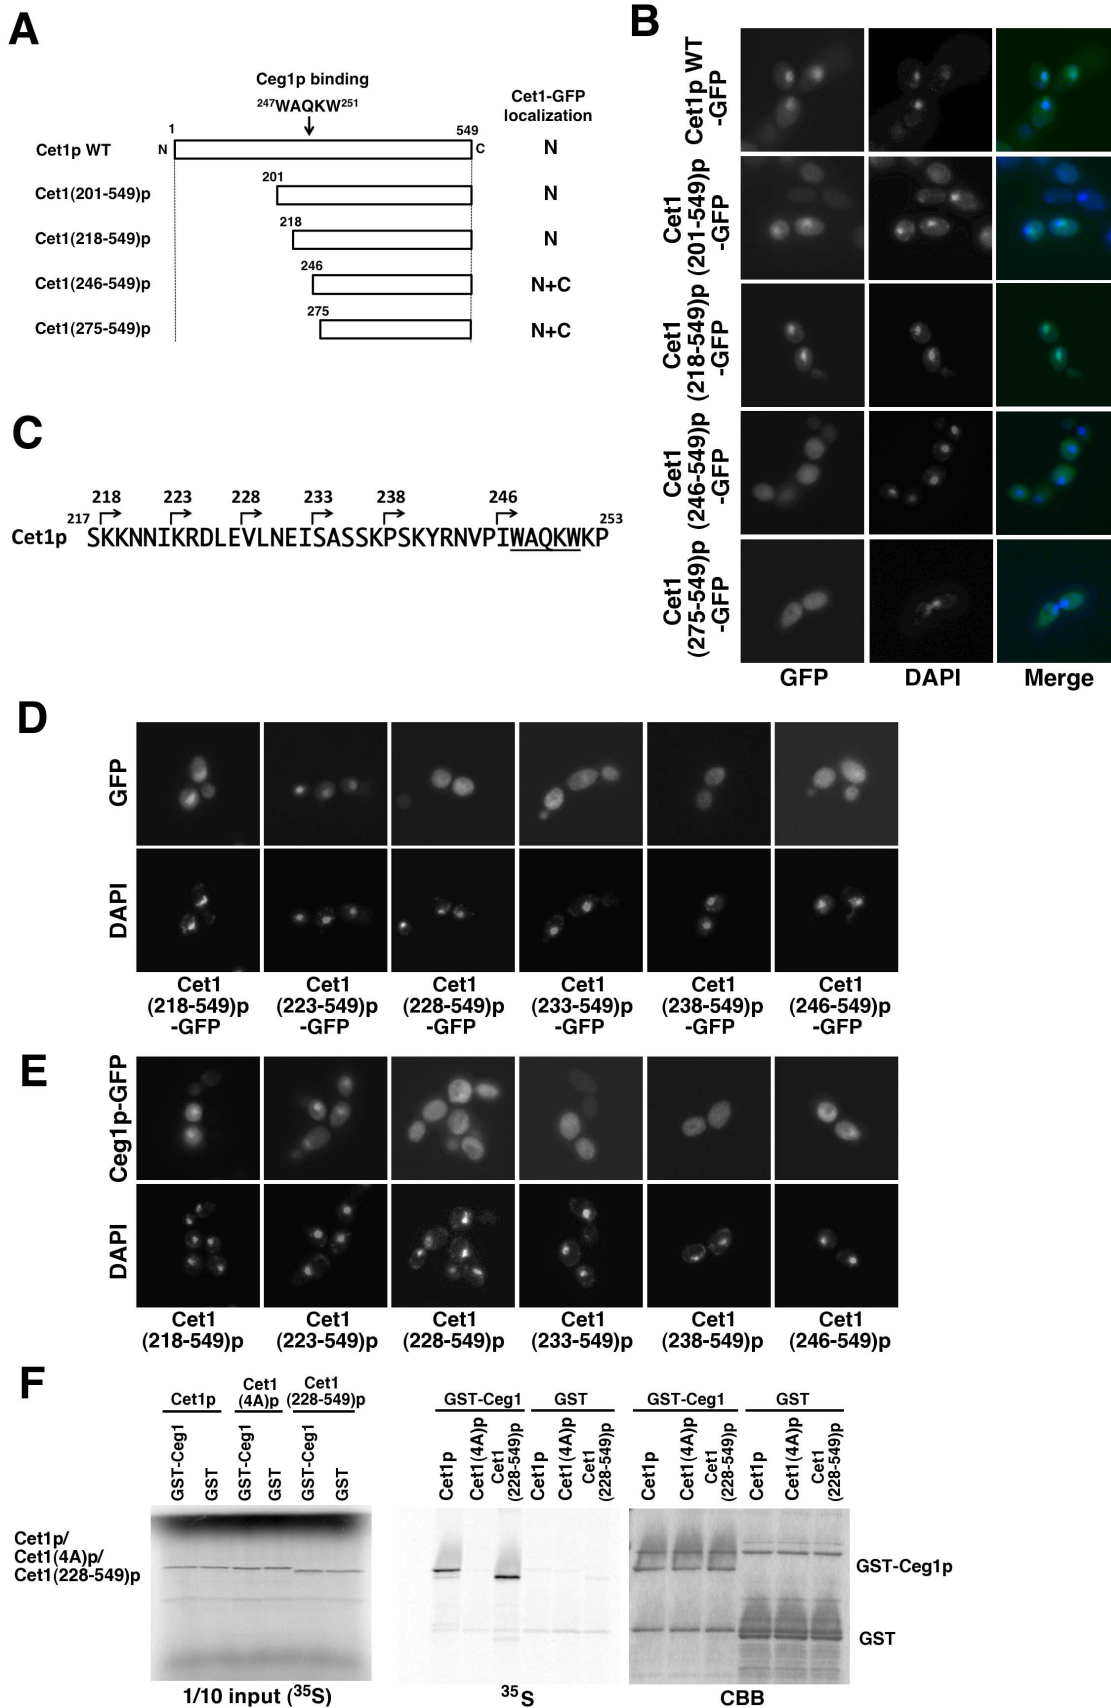 A
Ceg1p binding
247WAQKW251
Cet1-GFP
localization
1
549
Cet1p WT
N
C
N
201
Cet1(201-549)p
N
218
Cet1(218-549)p
N
246
Cet1(246-549)p
N+C
275
Cet1(275-549)p
N+C
B
Cet1p WT
-GFP
Cet1
(201-549)p
-GFP
Cet1
(218-549)p
-GFP
Cet1
(246-549)p
-GFP
Cet1
(275-549)p
-GFP
GFP
DAPI
Merge
C
218 223 228 233 238 246
217
253
Cet1p SKKNNIKRDLEVLNEISASSKPSKYRNVPIWAQKWKP
D
GFP
DAPI
Cet1
(218-549)p
-GFP
Cet1
(223-549)p
-GFP
Cet1
(228-549)p
-GFP
Cet1
(233-549)p
-GFP
Cet1
(238-549)p
-GFP
Cet1
(246-549)p
-GFP
E
Ceg1p-GFP
DAPI
Cet1
(218-549)p
Cet1
(223-549)p
Cet1
(228-549)p
Cet1
(233-549)p
Cet1
(238-549)p
Cet1
(246-549)p
F
Cet1p
Cet1
(4A)p
Cet1
(228-549)p
GST-Ceg1
GST
GST-Ceg1
GST
GST-Ceg1
GST
Cet1p/
Cet1(4A)p/
Cet1(228-549)p
1/10 input (35S)
GST-Ceg1
GST
Cet1p
Cet1(4A)p
Cet1
(228-549)p
Cet1p
Cet1(4A)p
Cet1
(228-549)p
35S
GST-Ceg1
GST
Cet1p
Cet1(4A)p
Cet1
(228-549)p
Cet1p
Cet1(4A)p
Cet1
(228-549)p
GST-Ceg1p
GST
CBB